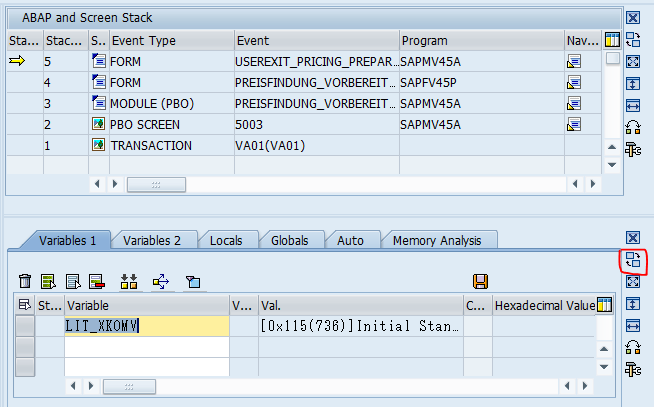 ABAP and Screen Stack
Sta... Stac... S.. Event Type Event Program Nav...
5 FORM USEREXIT_PRICING_PREPAR... SAPMV45A
4 FORM PREISFINDUNG_VORBEREIT... SAPFV45P
3 MODULE (PBO) PREISFINDUNG_VORBEREIT... SAPMV45A
2 PBO SCREEN 5003 SAPMV45A
1 TRANSACTION VA01(VA01)
Variables 1 Variables 2 Locals Globals Auto Memory Analysis
St... Variable V... Val. C... Hexadecimal Value
LIT_XKOMV [0x115(736)]Initial Stan...